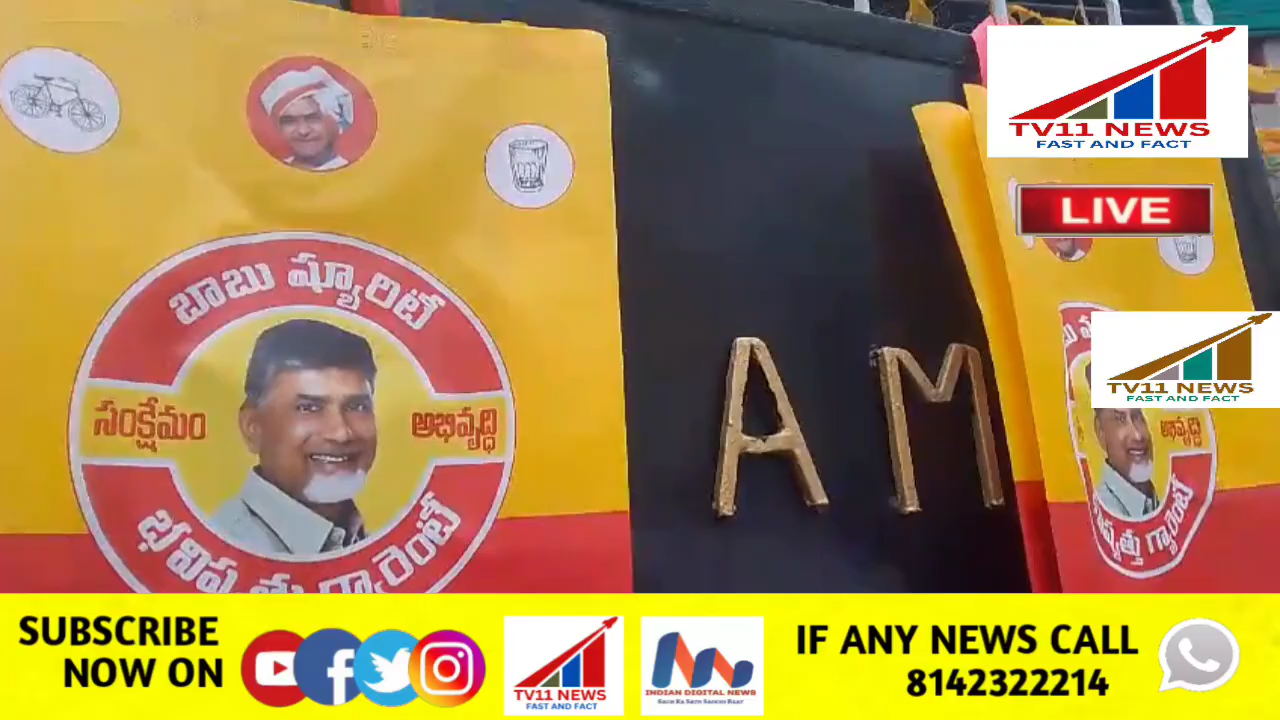 TV11 NEWS
FAST AND FACT
LIVE
బాబు ష్యూరిటీ
సంక్షేమం
అభివృద్ధి
భవిష్యత్తు గ్యారెంటీ
AM
TV11 NEWS
FAST AND FACT
అభివృద్ధి
గ్యారెంటీ
SUBSCRIBE
NOW ON
TV11 NEWS
FAST AND FACT
INDIAN DIGITAL NEWS
IF ANY NEWS CALL
8142322214